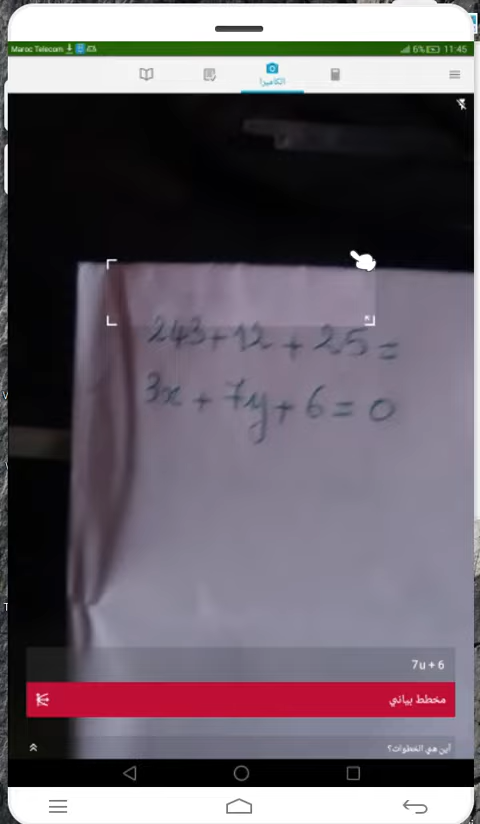 Maroc Telecom
6% 11:45
الكاميرا
243+12+25=
3x+7y+6=0
7u + 6
مخطط بياني
أين هي الخطوات؟